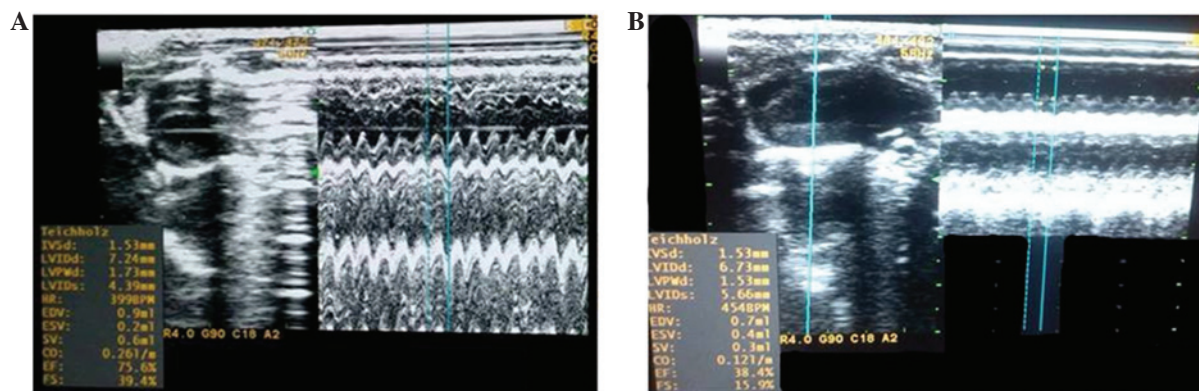 A
58HZ
Teichholz
IVSd: 1.53mm
LVIDd: 7.24mm
LVPWd: 1.73mm
LVIDs: 4.39mm
HR: 399BPM
EDV: 0.9ml
ESV: 0.2ml
SV: 0.6ml
CO: 0.26l/m
EF: 75.6%
FS: 39.4%
R4.0 G90 C18 A2
B
58HZ
Teichholz
IVSd: 1.53mm
LVIDd: 6.73mm
LVPWd: 1.53mm
LVIDs: 5.66mm
HR: 454BPM
EDV: 0.7ml
ESV: 0.4ml
SV: 0.3ml
CO: 0.12l/m
EF: 38.4%
FS: 15.9%
R4.0 G90 C18 A2